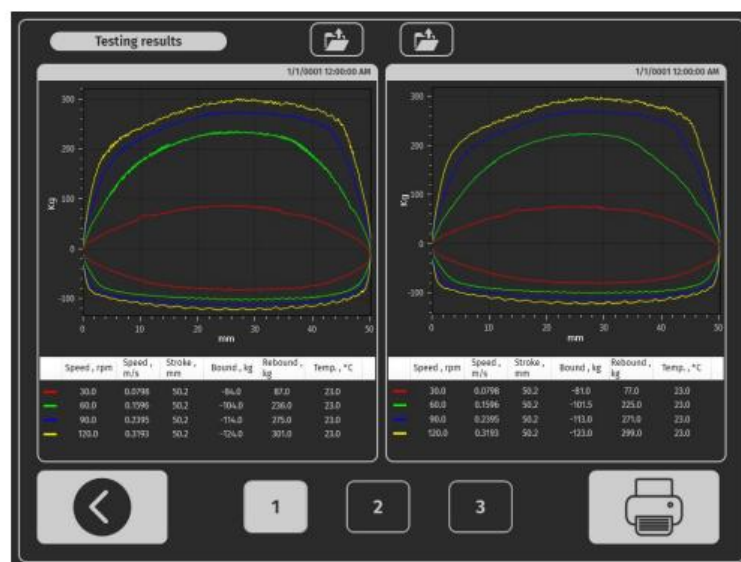 Testing results
1/1/0001 12:00:00 AM
300
200
100
0
-100
Kg
0 10 20 30 40 50
mm
Speed , rpm Speed , m/s Stroke , mm Bound , kg Rebound , kg Temp. , °C
30.0 0.0798 50.2 -84.0 87.0 23.0
60.0 0.1596 50.2 -104.0 236.0 23.0
90.0 0.2395 50.2 -114.0 275.0 23.0
120.0 0.3193 50.2 -124.0 301.0 23.0
1/1/0001 12:00:00 AM
300
200
100
0
-100
Kg
0 10 20 30 40 50
mm
Speed , rpm Speed , m/s Stroke , mm Bound , kg Rebound , kg Temp. , °C
30.0 0.0798 50.2 -81.0 77.0 23.0
60.0 0.1596 50.2 -101.5 225.0 23.0
90.0 0.2395 50.2 -113.0 271.0 23.0
120.0 0.3193 50.2 -123.0 299.0 23.0
1 2 3